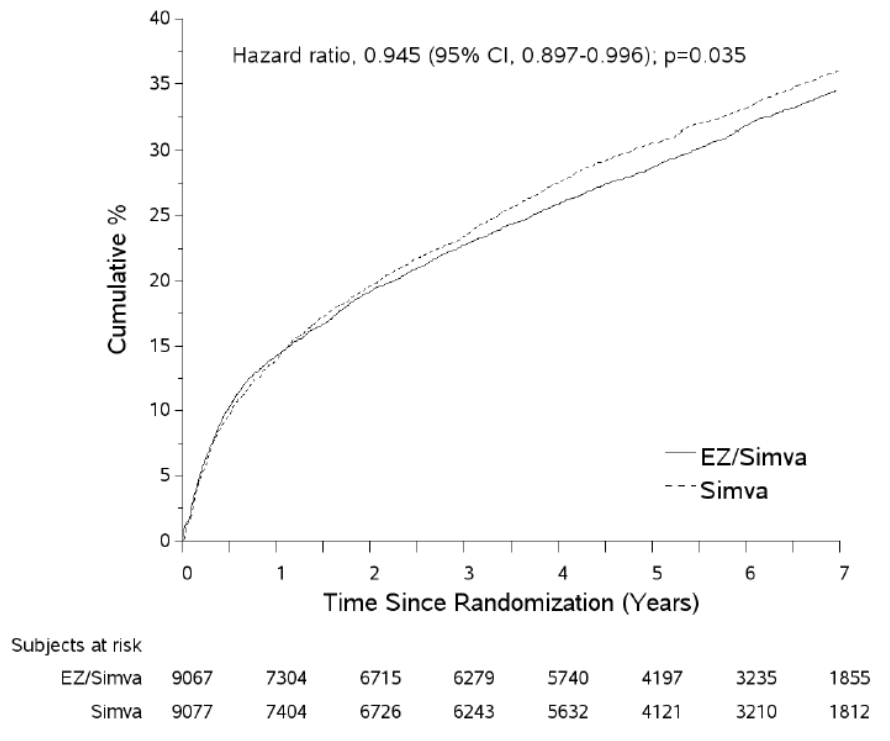 Hazard ratio, 0.945 (95% CI, 0.897-0.996); p=0.035
40
35
30
25
20
15
10
5
0
Cumulative %
EZ/Simva
Simva
0 1 2 3 4 5 6 7
Time Since Randomization (Years)
Subjects at risk
EZ/Simva 9067 7304 6715 6279 5740 4197 3235 1855
Simva 9077 7404 6726 6243 5632 4121 3210 1812